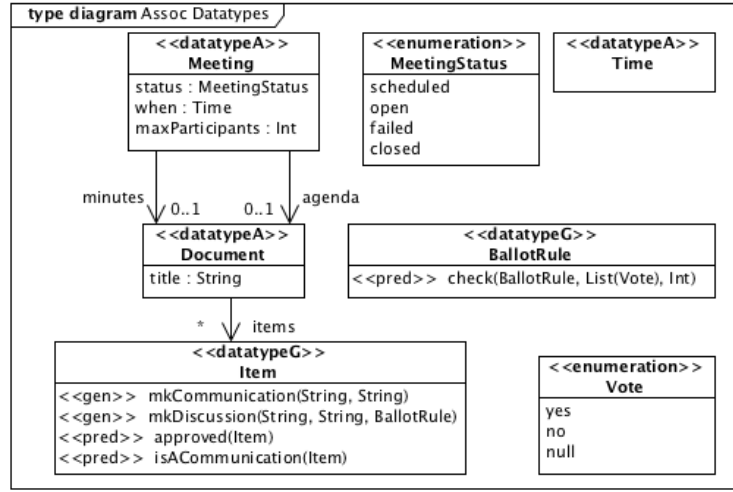 type diagram Assoc Datatypes
<<datatypeA>>
Meeting
status : MeetingStatus
when : Time
maxParticipants : Int
<<enumeration>>
MeetingStatus
scheduled
open
failed
closed
<<datatypeA>>
Time
minutes
0..1
0..1
agenda
<<datatypeA>>
Document
title : String
<<datatypeG>>
BallotRule
<<pred>> check(BallotRule, List(Vote), Int)
*
items
<<datatypeG>>
Item
<<gen>> mkCommunication(String, String)
<<gen>> mkDiscussion(String, String, BallotRule)
<<pred>> approved(Item)
<<pred>> isACommunication(Item)
<<enumeration>>
Vote
yes
no
null